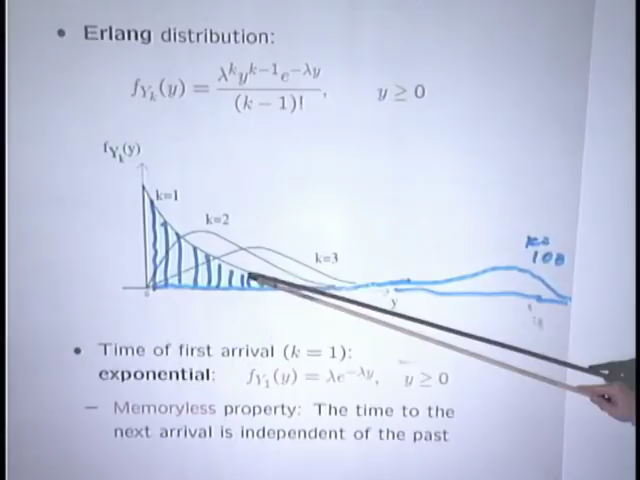 • Erlang distribution:
f_{Y_k}(y) = \frac{λ^k y^{k−1} e^{−λy}}{(k − 1)!}, y ≥ 0
f_{Y_k}(y)
k=1
k=2
k=3
100
y
• Time of first arrival (k = 1):
exponential: f_{Y_1}(y) = λe^{−λy}, y ≥ 0
– Memoryless property: The time to the
next arrival is independent of the past